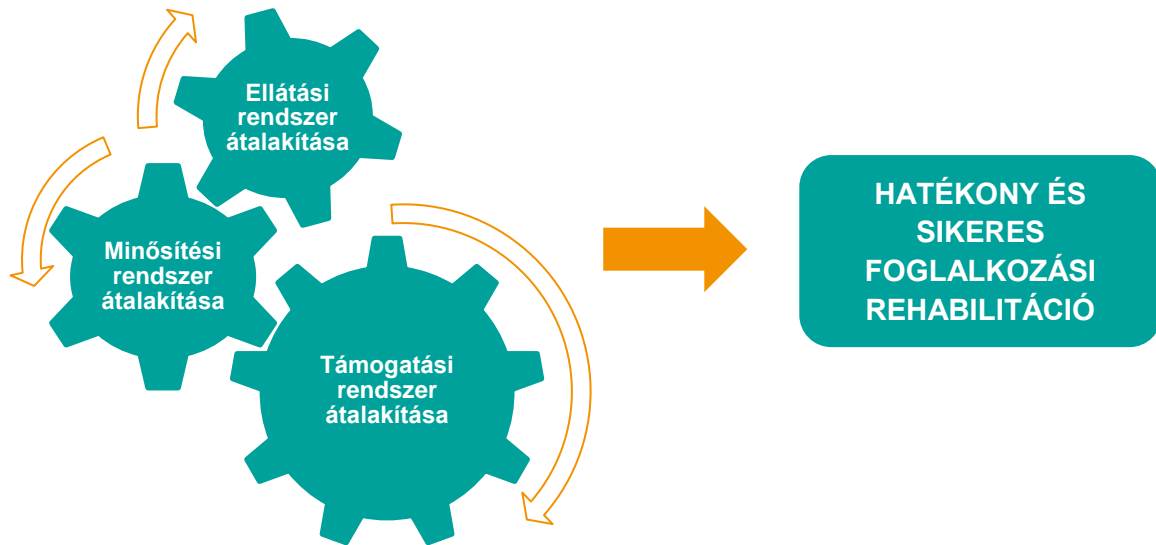 Ellátási
rendszer
átalakítása
Minősítési
rendszer
átalakítása
Támogatási
rendszer
átalakítása
HATÉKONY ÉS
SIKERES
FOGLALKOZÁSI
REHABILITÁCIÓ